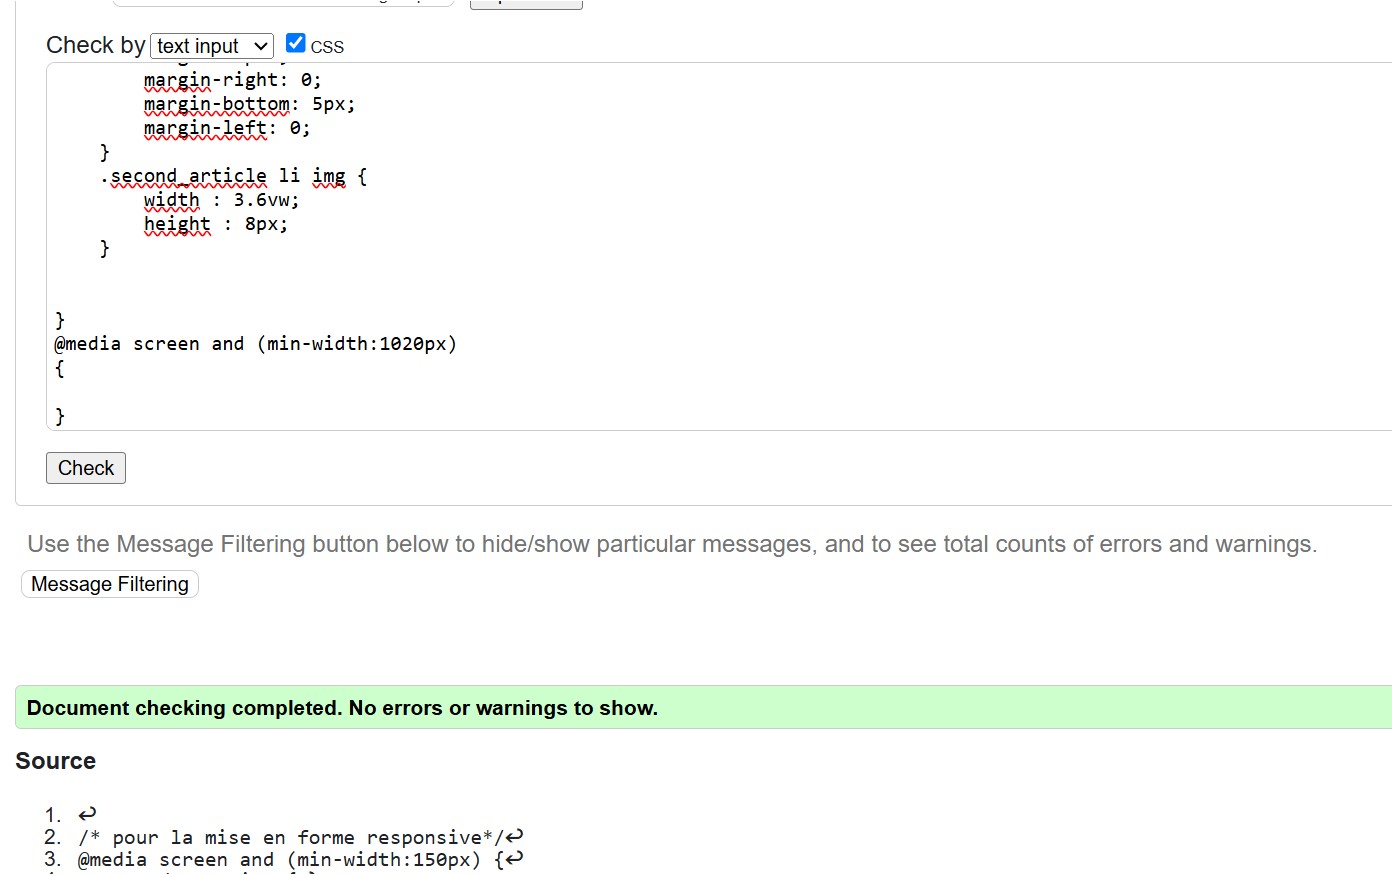 Check by text input CSS
margin-right: 0;
margin-bottom: 5px;
margin-left: 0;
}
.second_article li img {
width : 3.6vw;
height : 8px;
}
}
@media screen and (min-width:1020px)
{
}
Check
Use the Message Filtering button below to hide/show particular messages, and to see total counts of errors and warnings.
Message Filtering
Document checking completed. No errors or warnings to show.
Source
1. ↩
2. /* pour la mise en forme responsive*/↩
3. @media screen and (min-width:150px) {↩